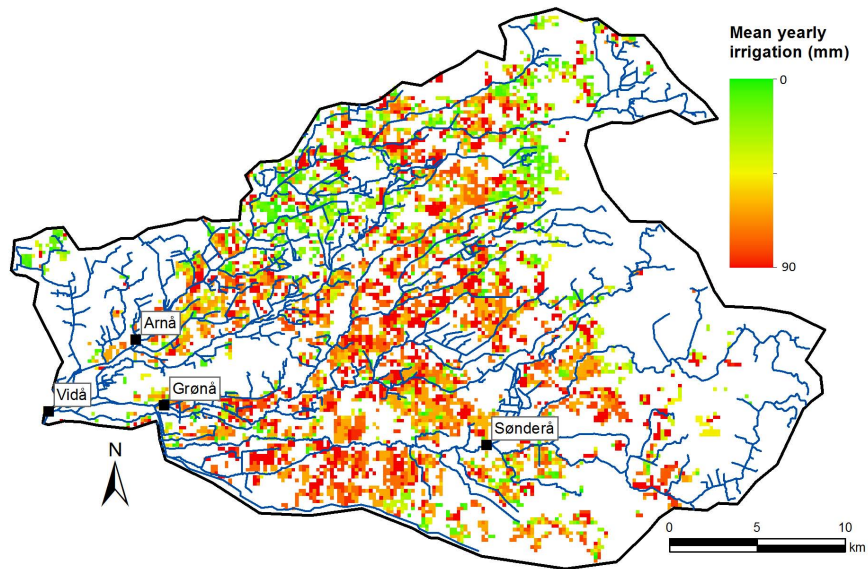 Mean yearly
irrigation (mm)
0
90
Arnå
Vidå
Grønå
Sønderå
N
0 5 10
km